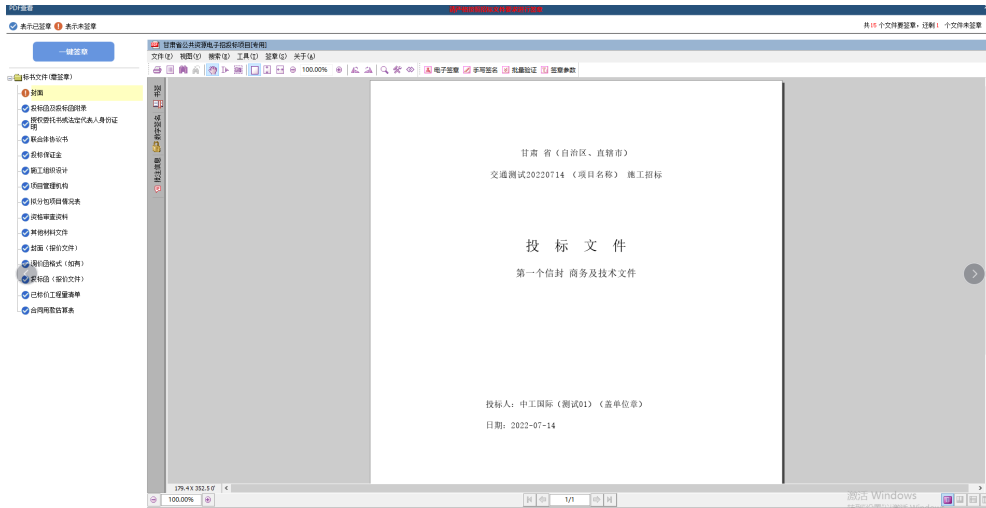 PDF签章
表示已签章 表示未签章
共15 个文件要签章，还剩1 个文件未签章
一键签章
标书文件(需签章)
封面
投标函及投标函附录
授权委托书或法定代表人身份证
明
联合体协议书
投标保证金
施工组织设计
项目管理机构
拟分包项目情况表
资格审查资料
其他材料文件
封面（报价文件）
调价函格式（如有）
投标函（报价文件）
已标价工程量清单
合同用款估算表
甘肃省公共资源电子招投标项目[专用]
文件(F) 视图(V) 搜索(R) 工具(T) 签章(S) 关于(A)
100.00% 电子签章 手写签名 批量验证 签章参数
书签
数字签名
批注信息
甘肃 省（自治区、直辖市）
交通测试20220714 （项目名称） 施工招标
投 标 文 件
第一个信封 商务及技术文件
投标人: 中工国际（测试01）（盖单位章）
日期: 2022-07-14
179.4 X 352.5 0'
100.00% 1/1
激活 Windows